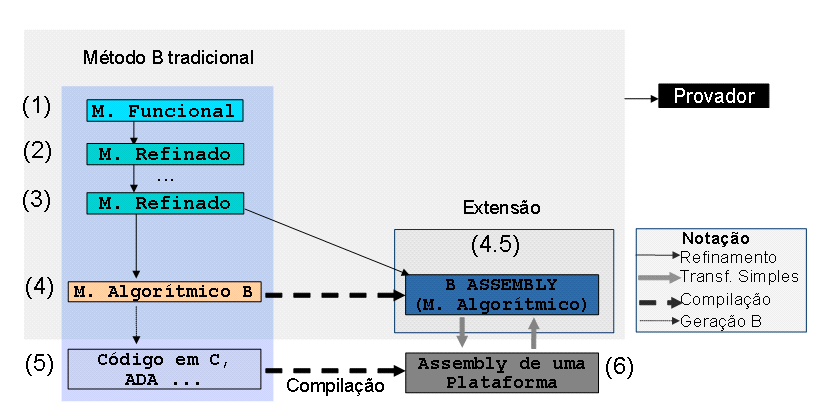 Método B tradicional
(1)
M. Funcional
Provador
(2)
M. Refinado
...
(3)
M. Refinado
Extensão
(4.5)
(4)
M. Algorítmico B
B ASSEMBLY
(M. Algorítmico)
Notação
Refinamento
Transf. Simples
Compilação
Geração B
(5)
Código em C,
ADA ...
Compilação
Assembly de uma
Plataforma
(6)